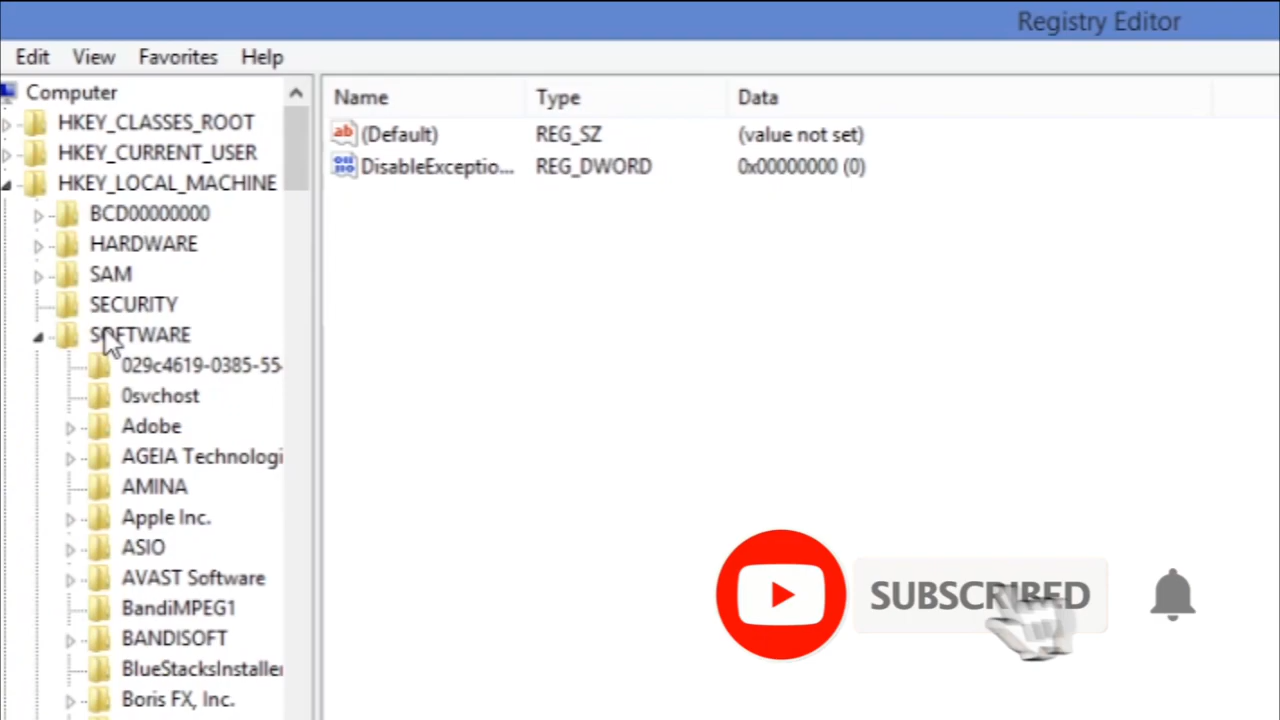 Registry Editor
Edit View Favorites Help
Computer
HKEY_CLASSES_ROOT
HKEY_CURRENT_USER
HKEY_LOCAL_MACHINE
BCD00000000
HARDWARE
SAM
SECURITY
SOFTWARE
029c4619-0385-55
0svchost
Adobe
AGEIA Technologi
AMINA
Apple Inc.
ASIO
AVAST Software
BandiMPEG1
BANDISOFT
BlueStacksInstaller
Boris FX, Inc.
Name Type Data
(Default) REG_SZ (value not set)
DisableExceptio... REG_DWORD 0x00000000 (0)
SUBSCRIBED